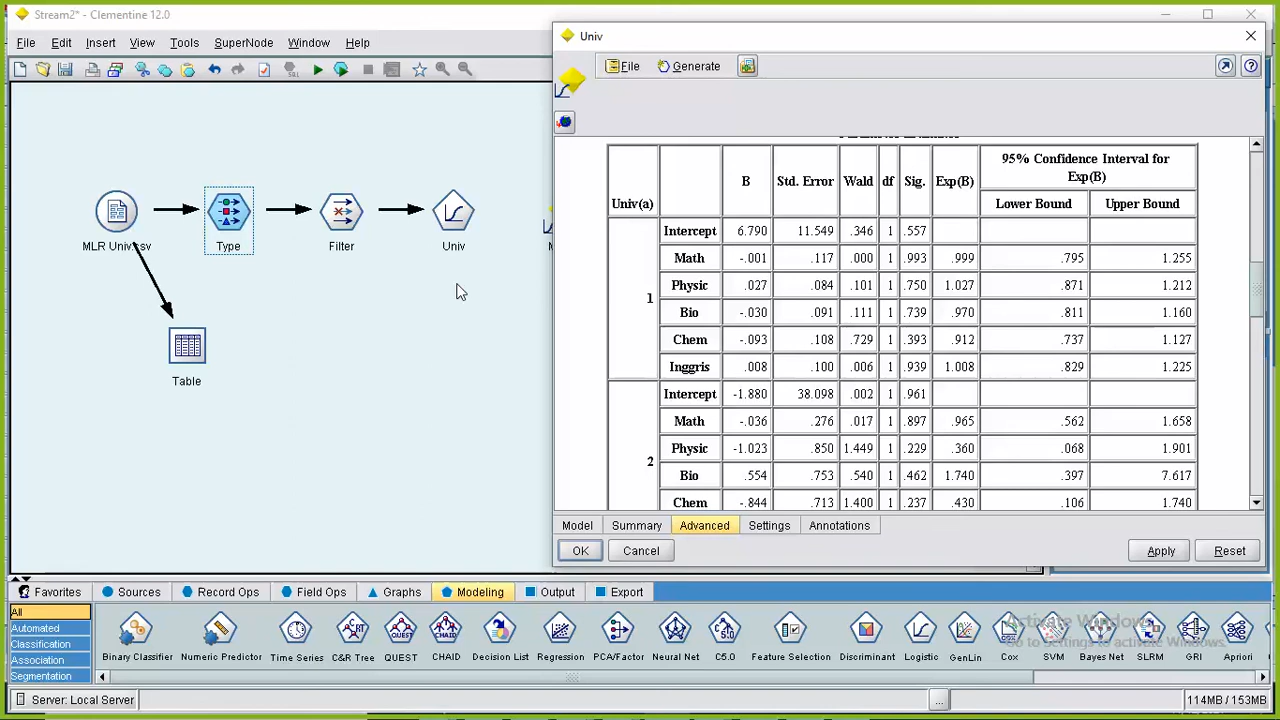 Stream2* - Clementine 12.0
File Edit Insert View Tools SuperNode Window Help
MLR Univ.csv
Type
Filter
Univ
Table
Univ
File Generate
Univ(a) B Std. Error Wald df Sig. Exp(B) 95% Confidence Interval for Exp(B)
Lower Bound Upper Bound
1
Intercept 6.790 11.549 .346 1 .557
Math -.001 .117 .000 1 .993 .999 .795 1.255
Physic .027 .084 .101 1 .750 1.027 .871 1.212
Bio -.030 .091 .111 1 .739 .970 .811 1.160
Chem -.093 .108 .729 1 .393 .912 .737 1.127
Inggris .008 .100 .006 1 .939 1.008 .829 1.225
2
Intercept -1.880 38.098 .002 1 .961
Math -.036 .276 .017 1 .897 .965 .562 1.658
Physic -1.023 .850 1.449 1 .229 .360 .068 1.901
Bio .554 .753 .540 1 .462 1.740 .397 7.617
Chem -.844 .713 1.400 1 .237 .430 .106 1.740
Model Summary Advanced Settings Annotations
OK Cancel Apply Reset
Favorites Sources Record Ops Field Ops Graphs Modeling Output Export
All
Automated
Classification
Association
Segmentation
Binary Classifier Numeric Predictor Time Series C&R Tree QUEST CHAID Decision List Regression PCA/Factor Neural Net C5.0 Feature Selection Discriminant Logistic GenLin Cox SVM Bayes Net SLRM GRI Apriori
Activate Windows
Go to Settings to activate Windows.
Server: Local Server
...
114MB / 153MB